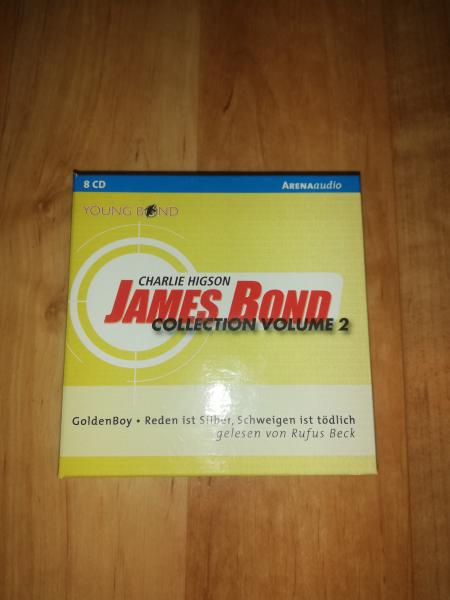 8 CD ARENAaudio
YOUNG BOND
CHARLIE HIGSON
JAMES BOND
COLLECTION VOLUME 2
GoldenBoy • Reden ist Silber, Schweigen ist tödlich
gelesen von Rufus Beck